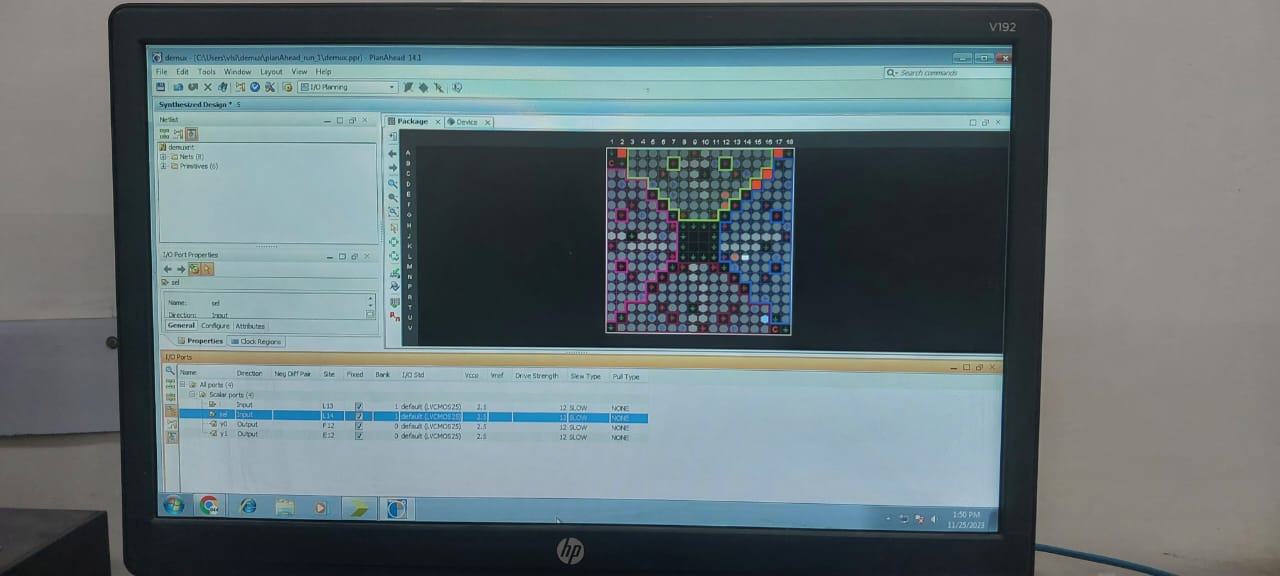 V192
demux - [C:\Users\vlsi\demux\planAhead_run_1\demux.ppr] - PlanAhead 14.1
File Edit Tools Window Layout View Help
Search commands
I/O Planning
Synthesized Design * S
Netlist
demuxnt
Nets (8)
Primitives (6)
Package
Device
1 2 3 4 5 6 7 8 9 10 11 12 13 14 15 16 17 18
A
B
C
D
E
F
G
H
J
K
L
M
N
P
R
T
U
V
I/O Port Properties
sel
Name: sel
Direction: Input
General Configure Attributes
Properties Clock Regions
I/O Ports
Name Direction Neg Diff Pair Site Fixed Bank I/O Std Vcco Vref Drive Strength Slew Type Pull Type
All ports (4)
Scalar ports (4)
Input L13 1 default (LVCMOS25) 2.5 12 SLOW NONE
sel Input L14 1 default (LVCMOS25) 2.5 12 SLOW NONE
y0 Output F12 0 default (LVCMOS25) 2.5 12 SLOW NONE
y1 Output E12 0 default (LVCMOS25) 2.5 12 SLOW NONE
1:50 PM
11/25/2023
hp